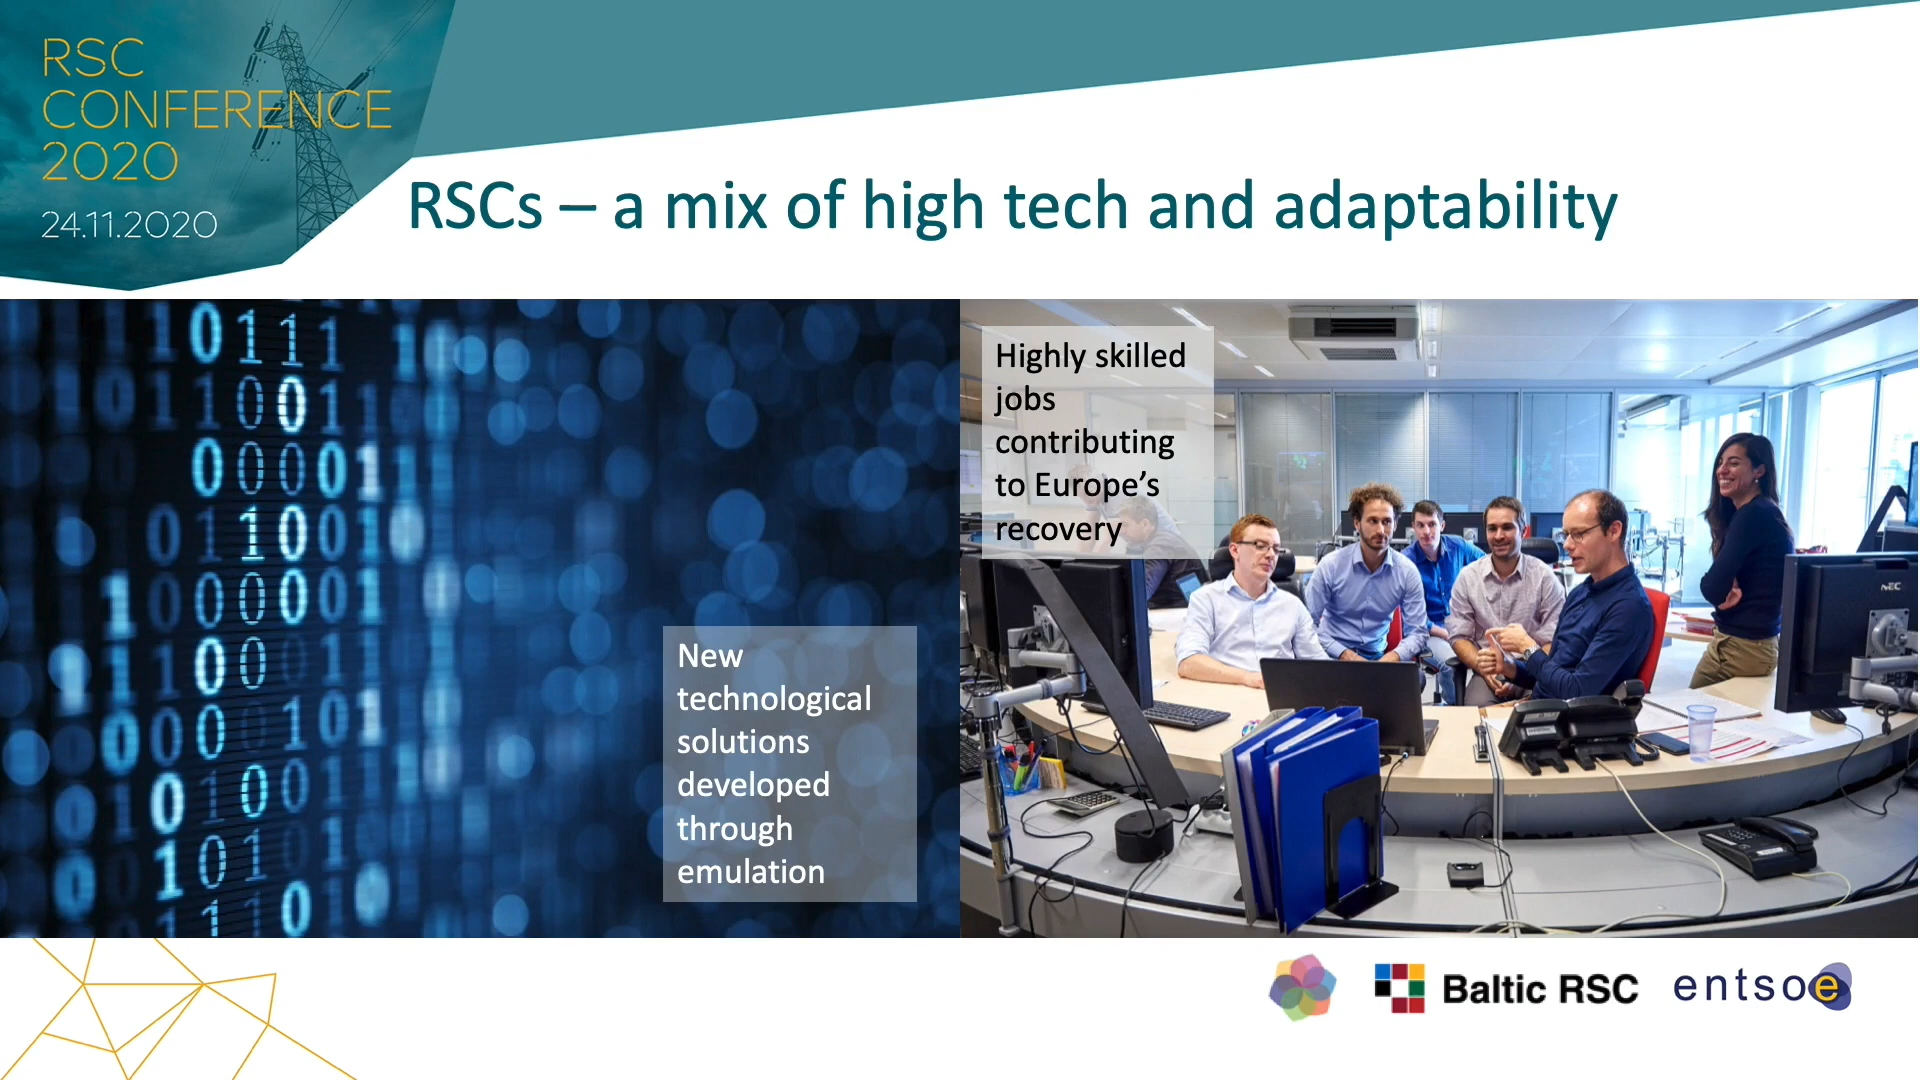 RSC
CONFERENCE
2020
24.11.2020
RSCs – a mix of high tech and adaptability
New
technological
solutions
developed
through
emulation
Highly skilled
jobs
contributing
to Europe’s
recovery
NEC
Baltic RSC
entsoe